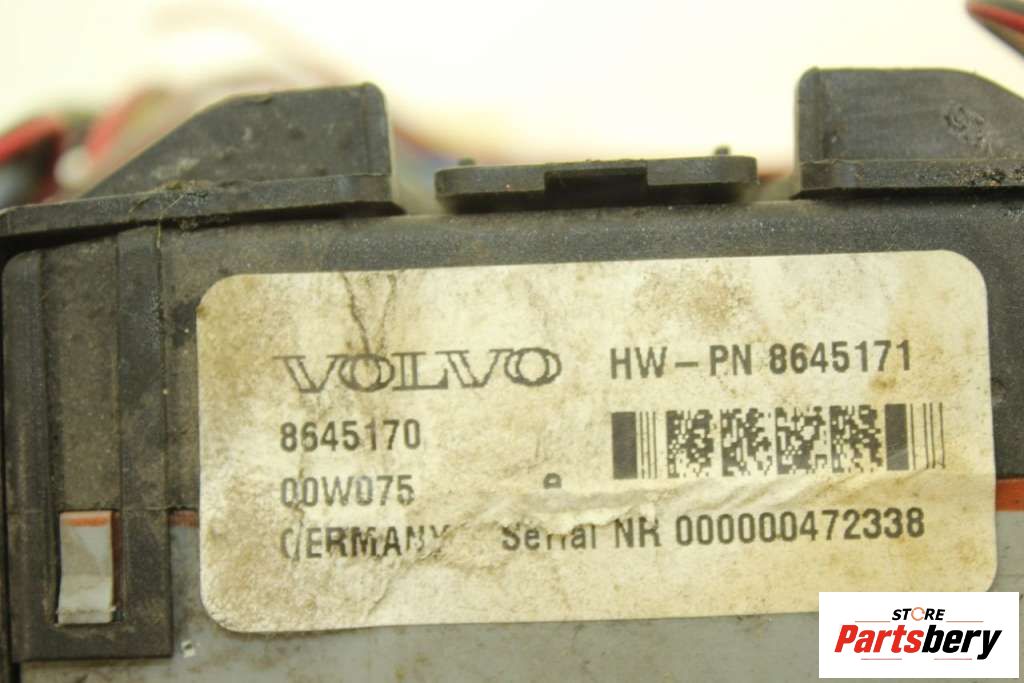 VOLVO
HW-PN 8645171
8645170
00W075
GERMANY Serial NR 000000472338
STORE
Partsbery